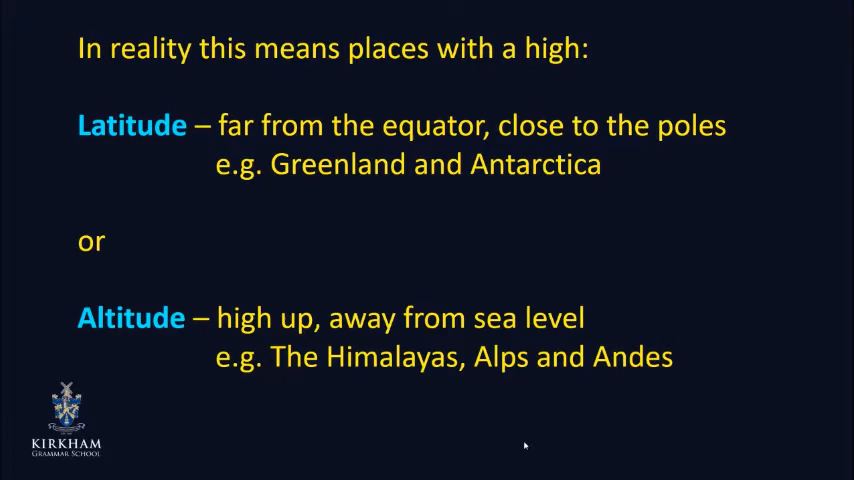 In reality this means places with a high:
Latitude – far from the equator, close to the poles
e.g. Greenland and Antarctica
or
Altitude – high up, away from sea level
e.g. The Himalayas, Alps and Andes
KIRKHAM
GRAMMAR SCHOOL